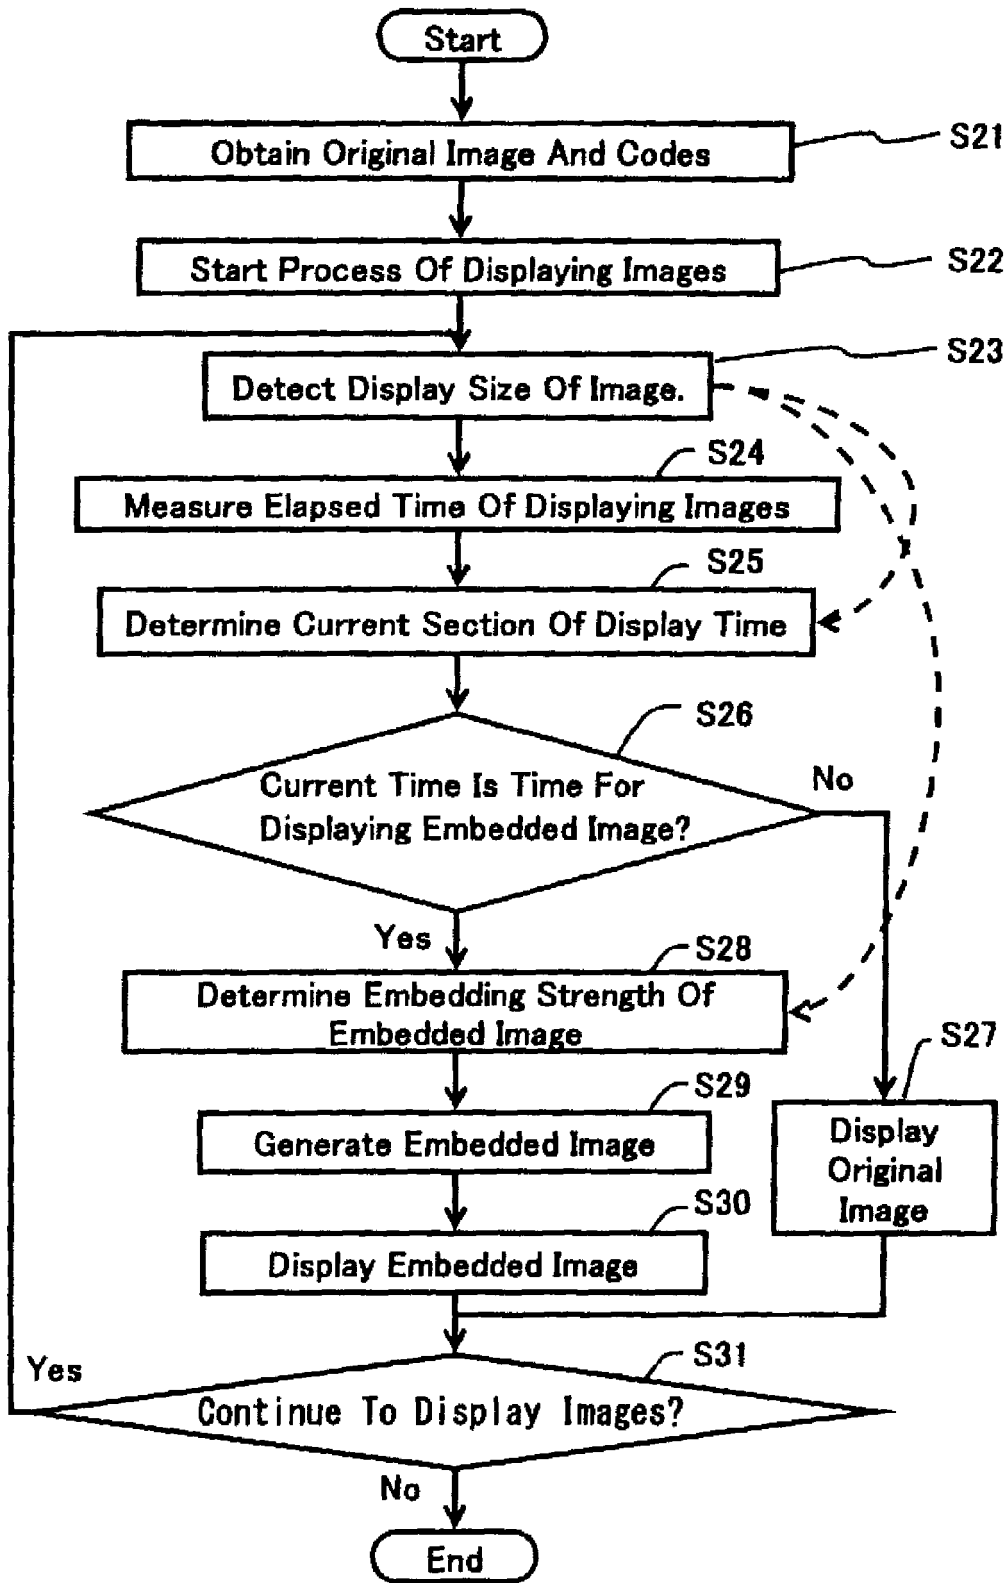 Start
Obtain Original Image And Codes
S21
Start Process Of Displaying Images
S22
Detect Display Size Of Image.
S23
S24
Measure Elapsed Time Of Displaying Images
S25
Determine Current Section Of Display Time
S26
Current Time Is Time For
Displaying Embedded Image?
No
Yes
S28
Determine Embedding Strength Of
Embedded Image
S27
Display
Original
Image
S29
Generate Embedded Image
S30
Display Embedded Image
S31
Continue To Display Images?
Yes
No
End